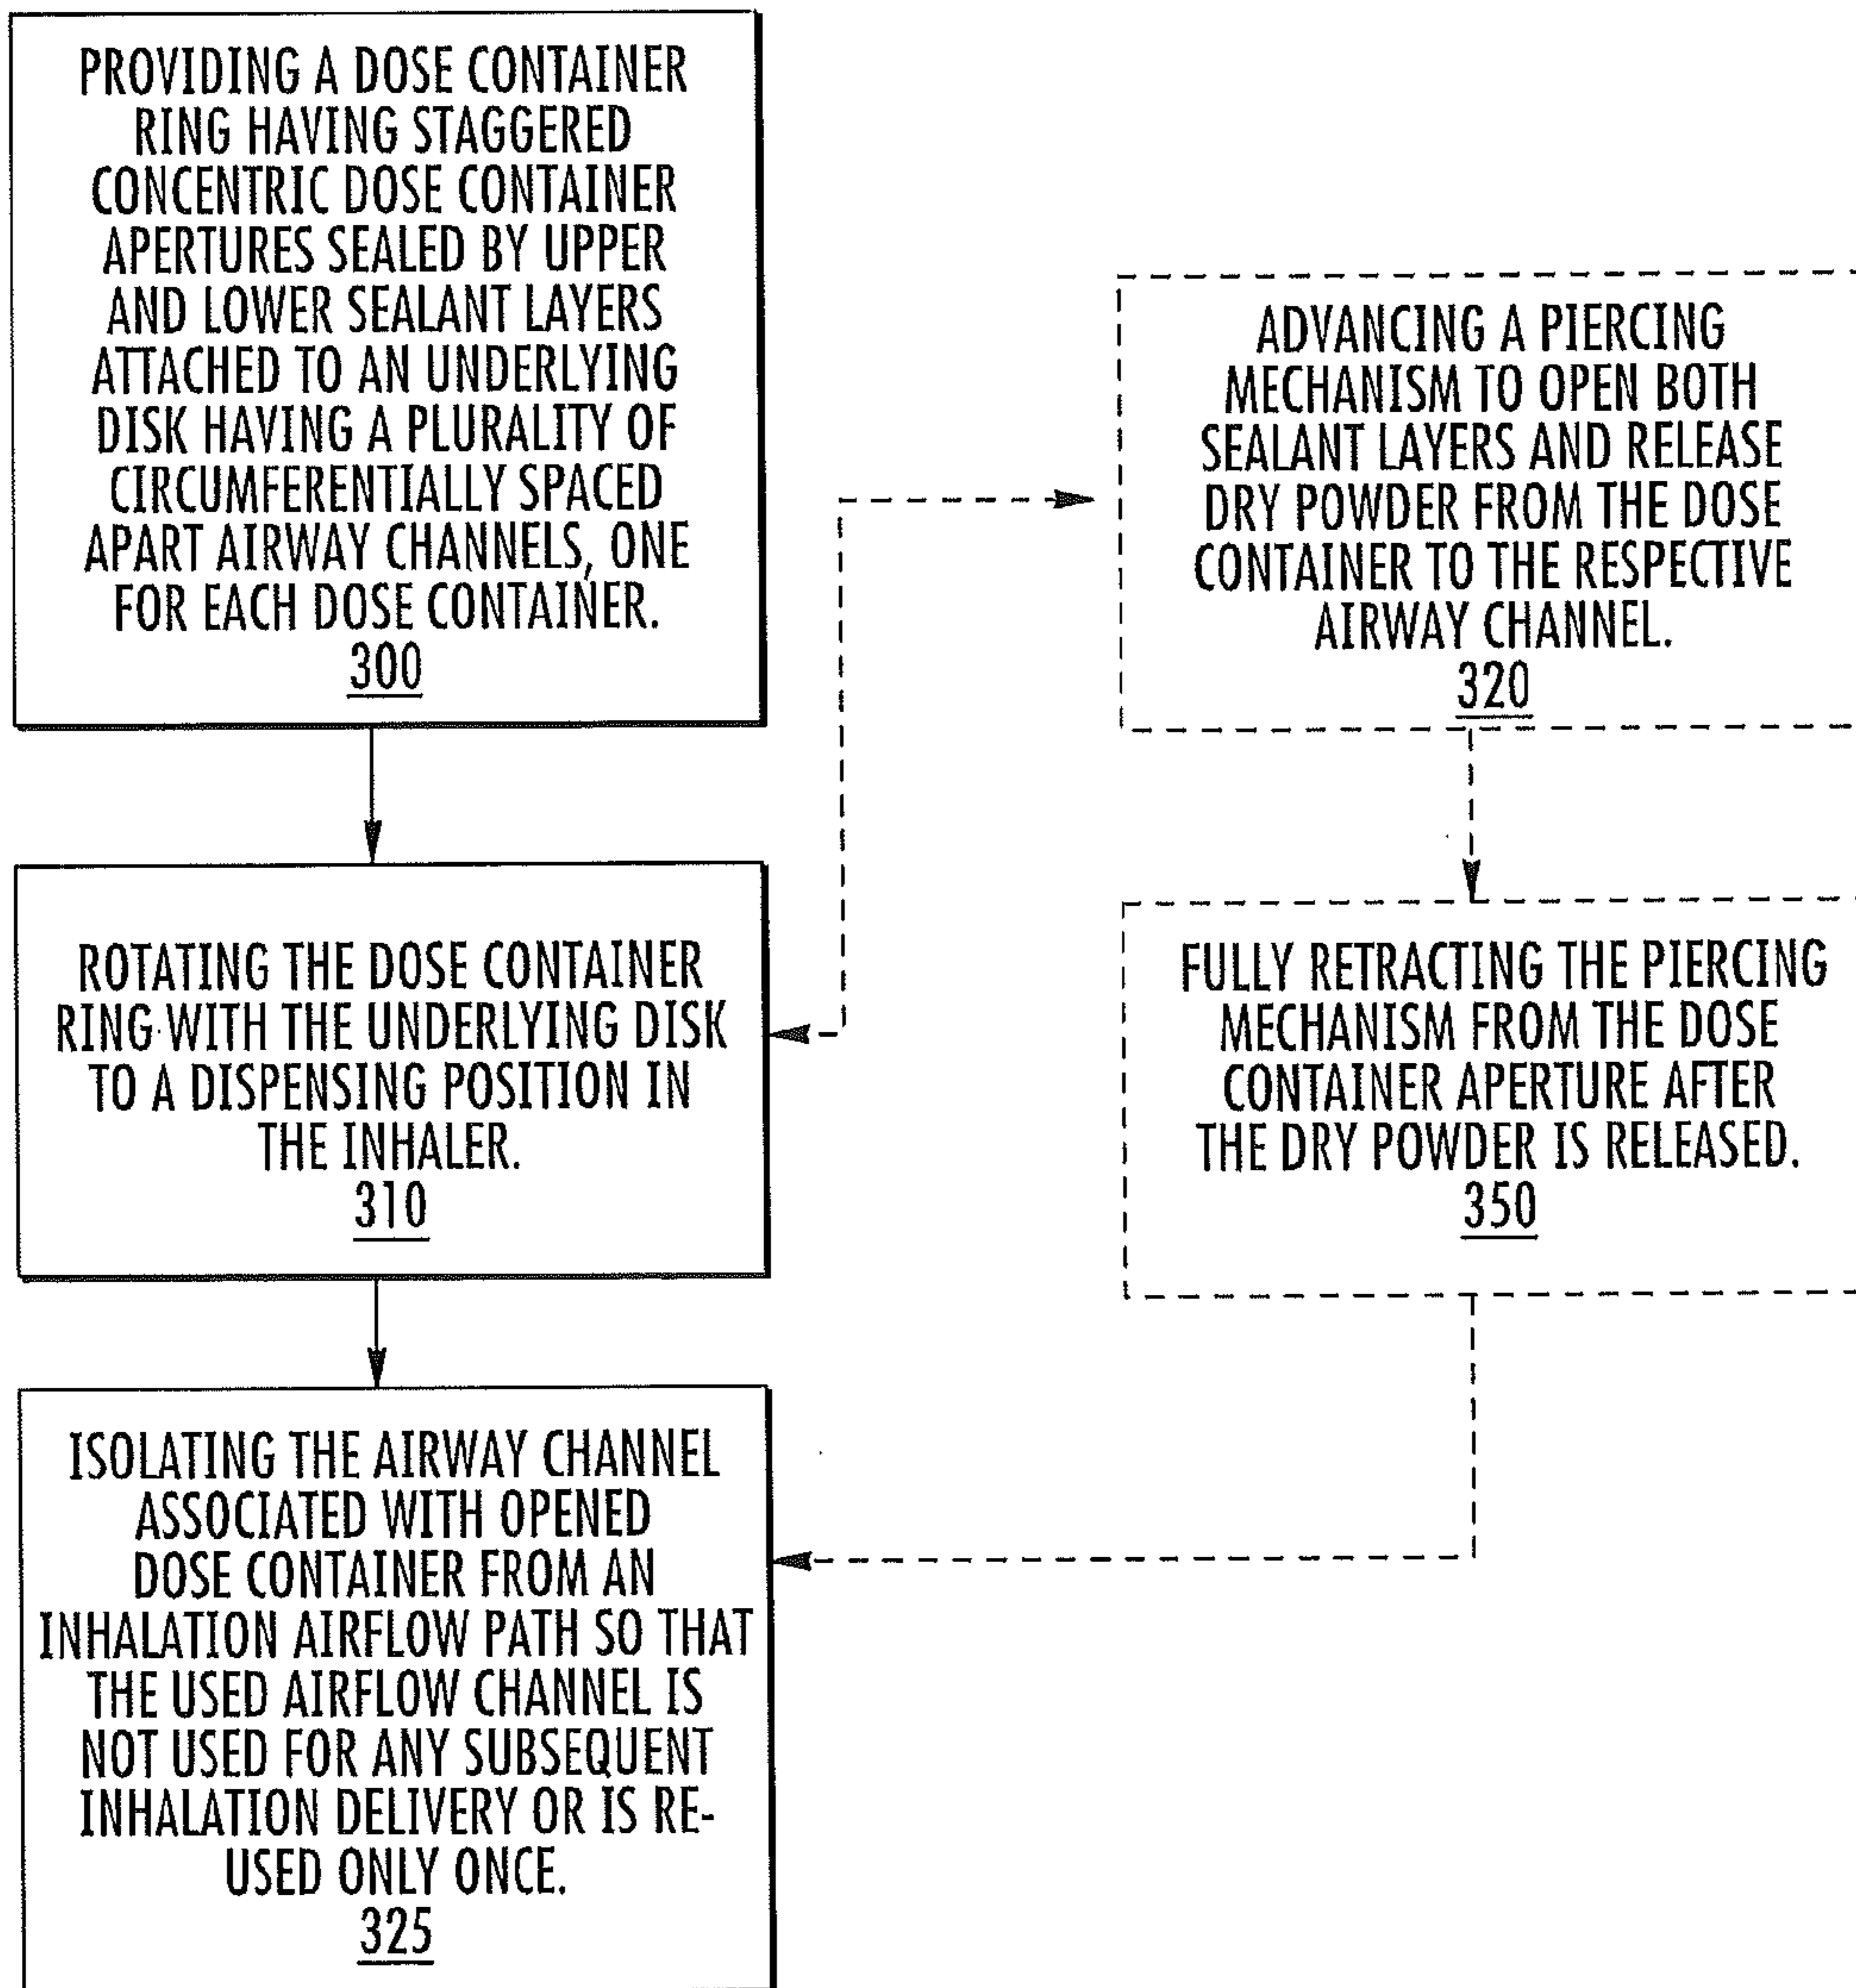 PROVIDING A DOSE CONTAINER
RING HAVING STAGGERED
CONCENTRIC DOSE CONTAINER
APERTURES SEALED BY UPPER
AND LOWER SEALANT LAYERS
ATTACHED TO AN UNDERLYING
DISK HAVING A PLURALITY OF
CIRCUMFERENTIALLY SPACED
APART AIRWAY CHANNELS, ONE
FOR EACH DOSE CONTAINER.
300
ROTATING THE DOSE CONTAINER
RING WITH THE UNDERLYING DISK
TO A DISPENSING POSITION IN
THE INHALER.
310
ISOLATING THE AIRWAY CHANNEL
ASSOCIATED WITH OPENED
DOSE CONTAINER FROM AN
INHALATION AIRFLOW PATH SO THAT
THE USED AIRFLOW CHANNEL IS
NOT USED FOR ANY SUBSEQUENT
INHALATION DELIVERY OR IS RE-
USED ONLY ONCE.
325
ADVANCING A PIERCING
MECHANISM TO OPEN BOTH
SEALANT LAYERS AND RELEASE
DRY POWDER FROM THE DOSE
CONTAINER TO THE RESPECTIVE
AIRWAY CHANNEL.
320
FULLY RETRACTING THE PIERCING
MECHANISM FROM THE DOSE
CONTAINER APERTURE AFTER
THE DRY POWDER IS RELEASED.
350